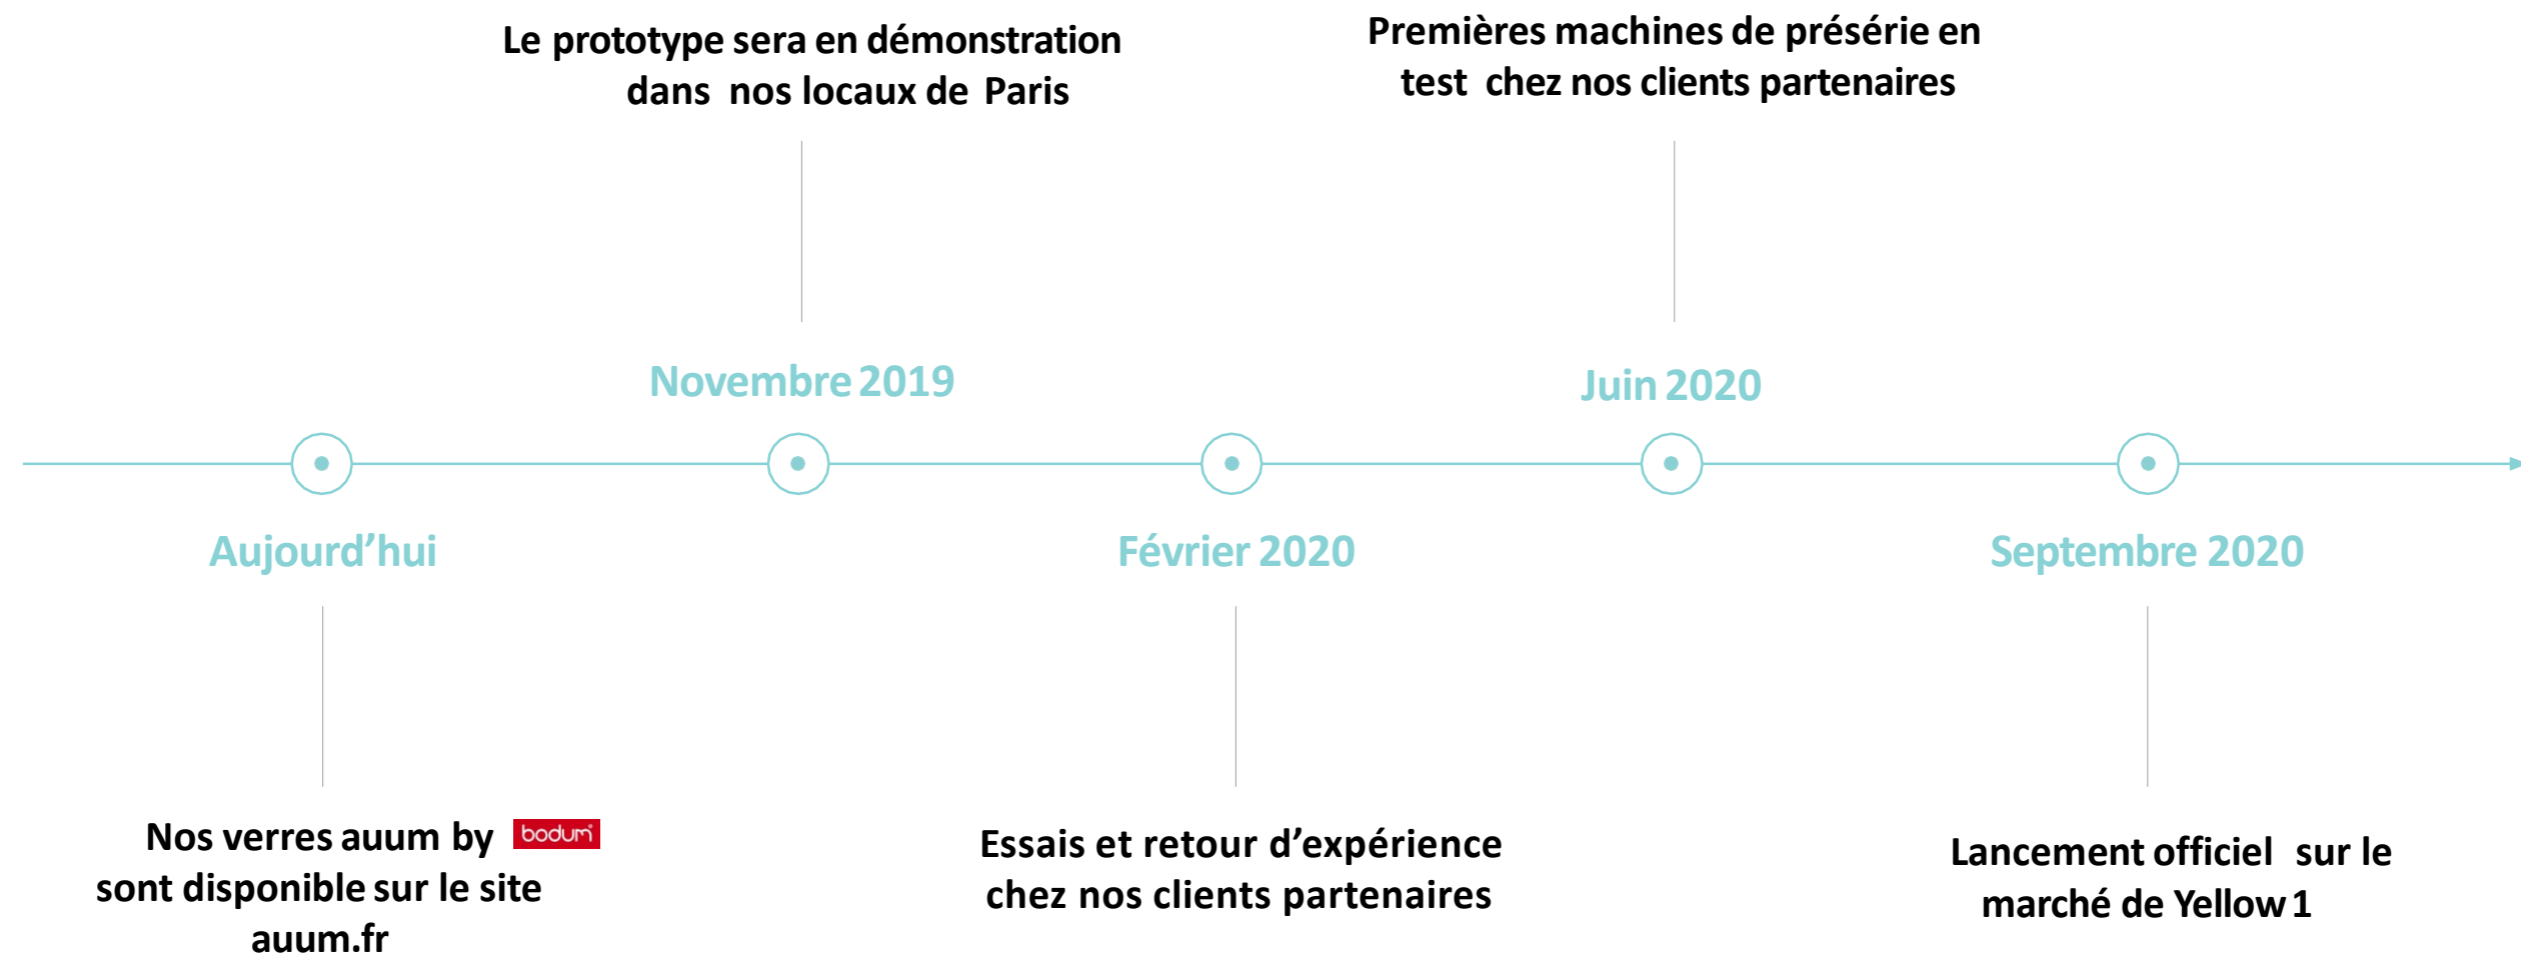 Le prototype sera en démonstration
dans nos locaux de Paris
Premières machines de présérie en
test chez nos clients partenaires
Novembre 2019
Juin 2020
Aujourd’hui
Février 2020
Septembre 2020
Nos verres auum by bodum
sont disponible sur le site
auum.fr
Essais et retour d’expérience
chez nos clients partenaires
Lancement officiel sur le
marché de Yellow 1